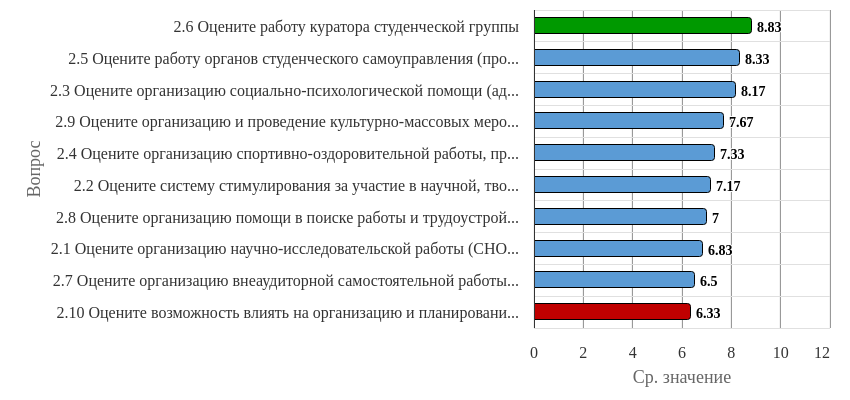 2.6 Оцените работу куратора студенческой группы
8.83
2.5 Оцените работу органов студенческого самоуправления (про...
8.33
2.3 Оцените организацию социально-психологической помощи (ад...
8.17
2.9 Оцените организацию и проведение культурно-массовых меро...
7.67
2.4 Оцените организацию спортивно-оздоровительной работы, пр...
7.33
2.2 Оцените систему стимулирования за участие в научной, тво...
7.17
2.8 Оцените организацию помощи в поиске работы и трудоустрой...
7
2.1 Оцените организацию научно-исследовательской работы (СНО...
6.83
2.7 Оцените организацию внеаудиторной самостоятельной работы...
6.5
2.10 Оцените возможность влиять на организацию и планировани...
6.33
Вопрос
0 2 4 6 8 10 12
Ср. значение